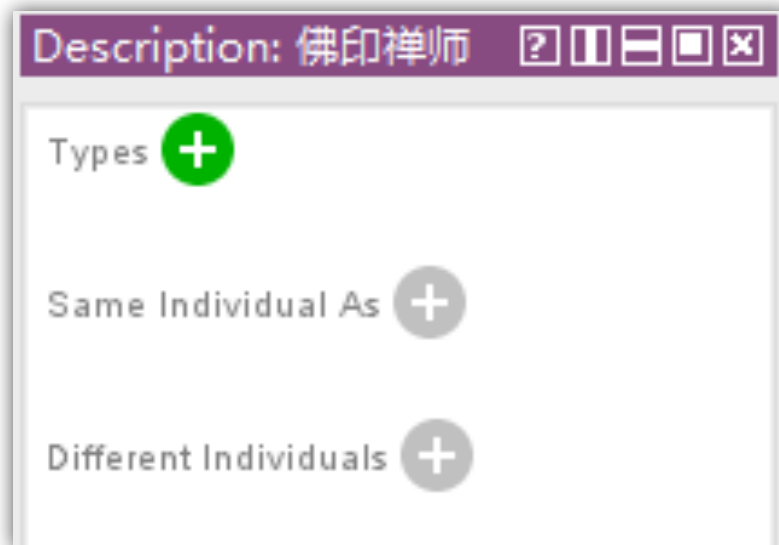 Description: 佛印禅师
Types
Same Individual As
Different Individuals